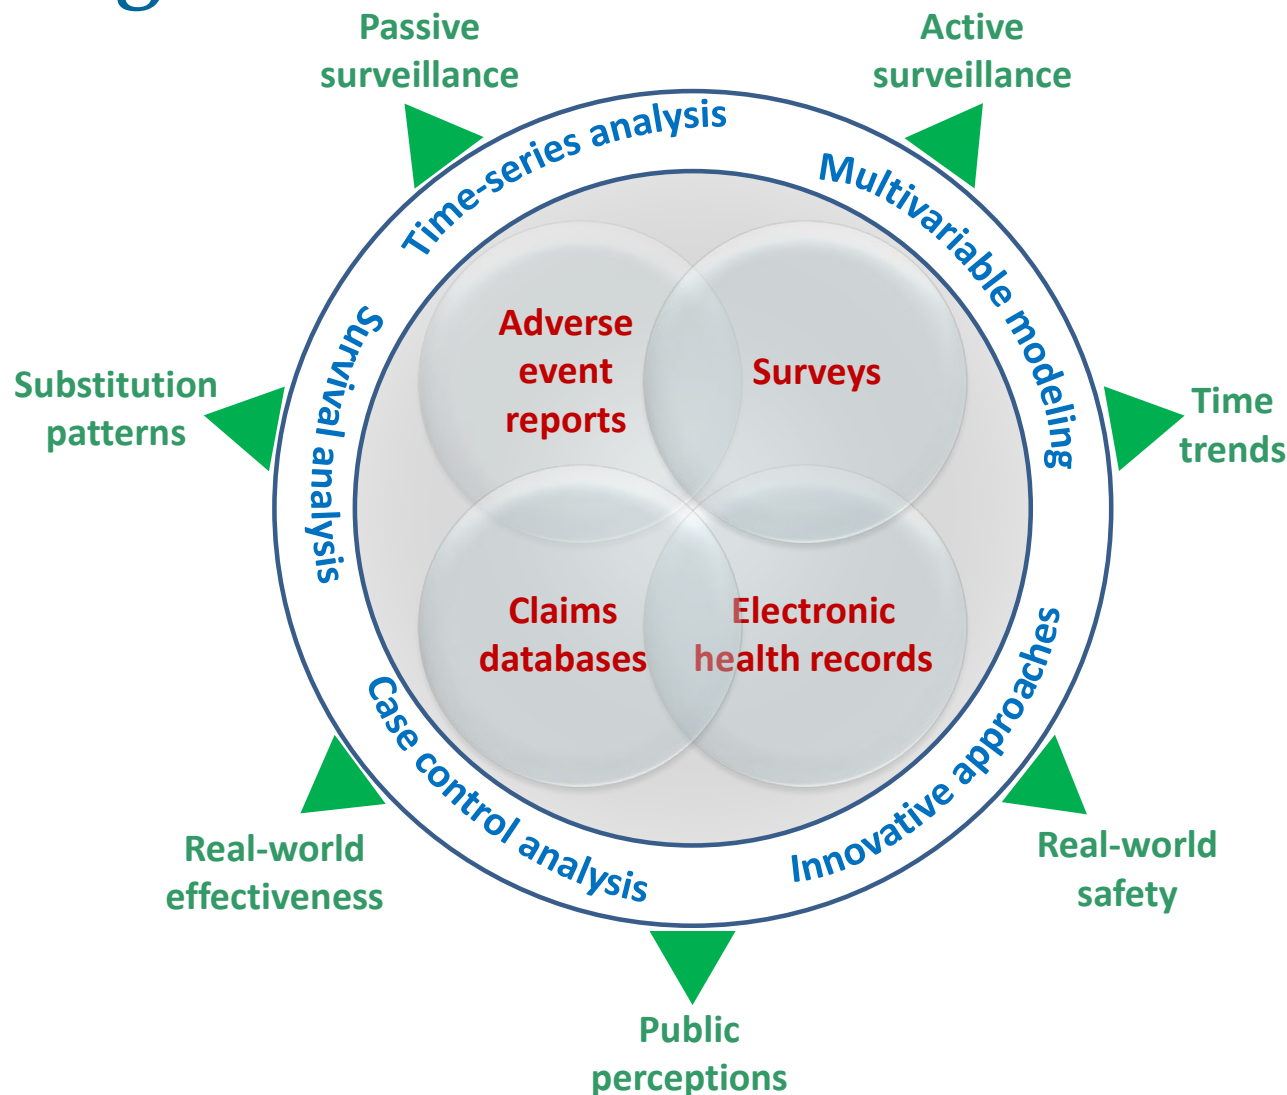 g
Passive
surveillance
Active
surveillance
Time-series analysis
Multivariable modeling
Survival analysis
Adverse
event
reports
Surveys
Substitution
patterns
Time
trends
Claims
databases
Electronic
health records
Case control analysis
Innovative approaches
Real-world
effectiveness
Real-world
safety
Public
perceptions